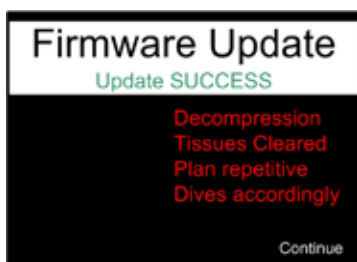 Firmware Update
Update SUCCESS
Decompression
Tissues Cleared
Plan repetitive
Dives accordingly
Continue